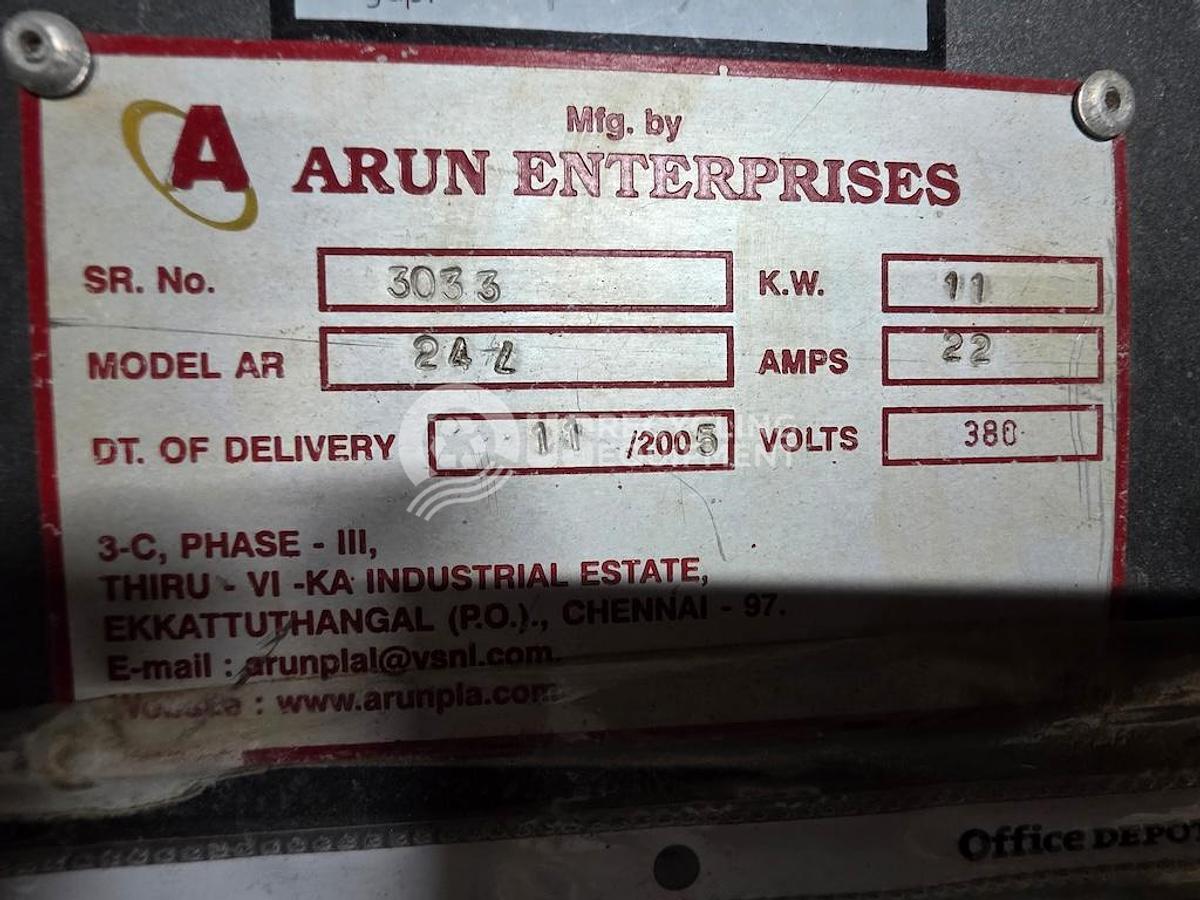 A
Mfg. by
ARUN ENTERPRISES
SR. No. 3033 K.W. 11
MODEL AR 24L AMPS 22
DT. OF DELIVERY 11 /2005 VOLTS 380
3-C, PHASE - III,
THIRU - VI -KA INDUSTRIAL ESTATE,
EKKATTUTHANGAL (P.O.)., CHENNAI - 97.
E-mail : arunplal@vsnl.com.
Website : www.arunpla.com
Office DEPOT